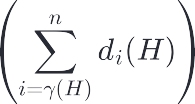 \left( \sum_{i=\gamma(H)}^{n} d_i(H) \right)